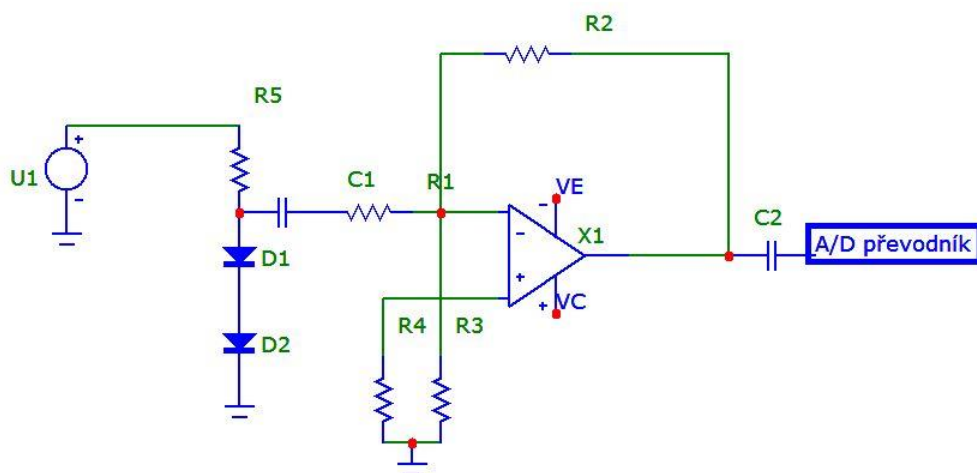 R2
R5
U1
+
-
C1
R1
VE
-
X1
-
+
VC
+
C2
A/D převodník
D1
D2
R4
R3